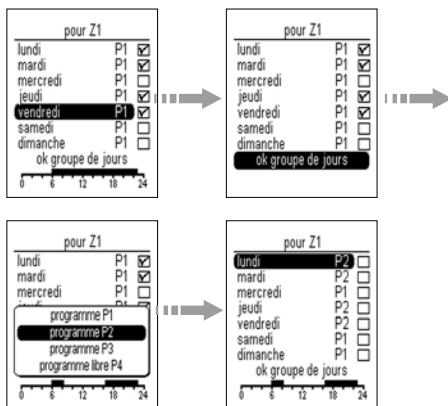 pour Z1
lundi P1
mardi P1
mercredi P1
jeudi P1
vendredi P1
samedi P1
dimanche P1
ok groupe de jours
0 6 12 18 24
pour Z1
lundi P1
mardi P1
mercredi P1
jeudi P1
vendredi P1
samedi P1
dimanche P1
ok groupe de jours
pour Z1
lundi P1
mardi P1
mercredi P1
programme P1
programme P2
programme P3
programme libre P4
0 6 12 18 24
pour Z1
lundi P2
mardi P2
mercredi P2
jeudi P2
vendredi P2
samedi P1
dimanche P1
ok groupe de jours
0 6 12 18 24